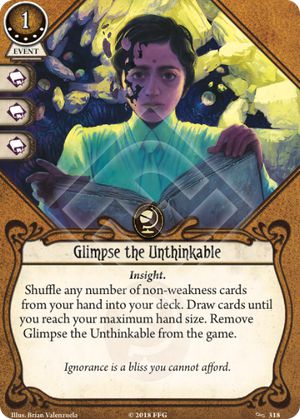 1
EVENT
Glimpse the Unthinkable
Insight.
Shuffle any number of non-weakness cards
from your hand into your deck. Draw cards until
you reach your maximum hand size. Remove
Glimpse the Unthinkable from the game.
Ignorance is a bliss you cannot afford.
Illus. Brian Valenzuela
© 2018 FFG
318